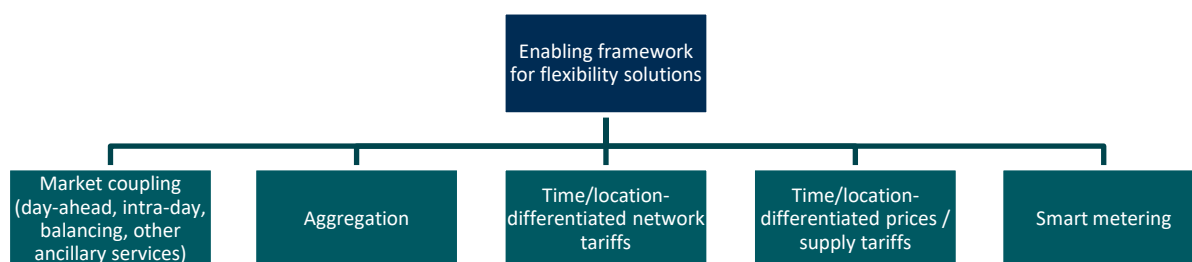 Enabling framework
for flexibility solutions
Market coupling
(day-ahead, intra-day,
balancing, other
ancillary services)
Aggregation
Time/location-
differentiated network
tariffs
Time/location-
differentiated prices /
supply tariffs
Smart metering